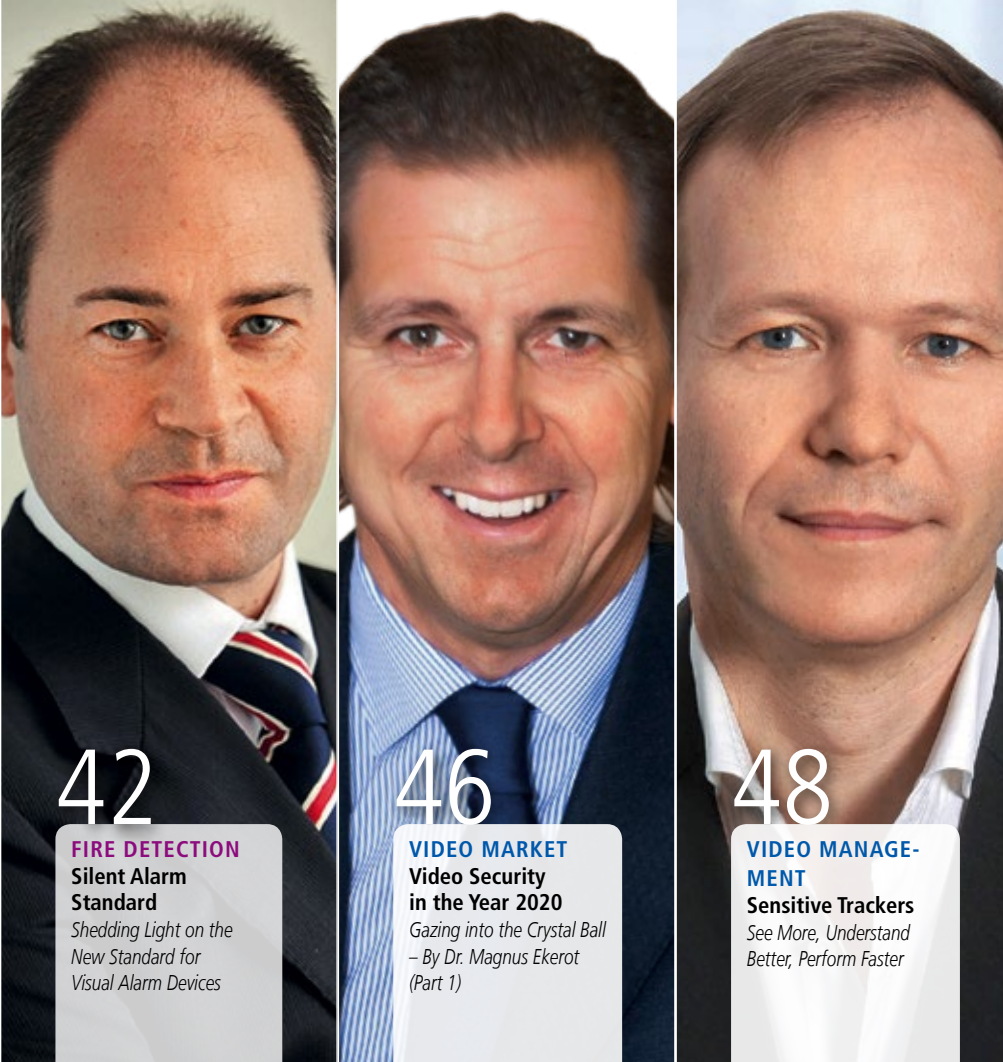 42
FIRE DETECTION
Silent Alarm
Standard
Shedding Light on the
New Standard for
Visual Alarm Devices
46
VIDEO MARKET
Video Security
in the Year 2020
Gazing into the Crystal Ball
– By Dr. Magnus Ekerot
(Part 1)
48
VIDEO MANAGE-
MENT
Sensitive Trackers
See More, Understand
Better, Perform Faster